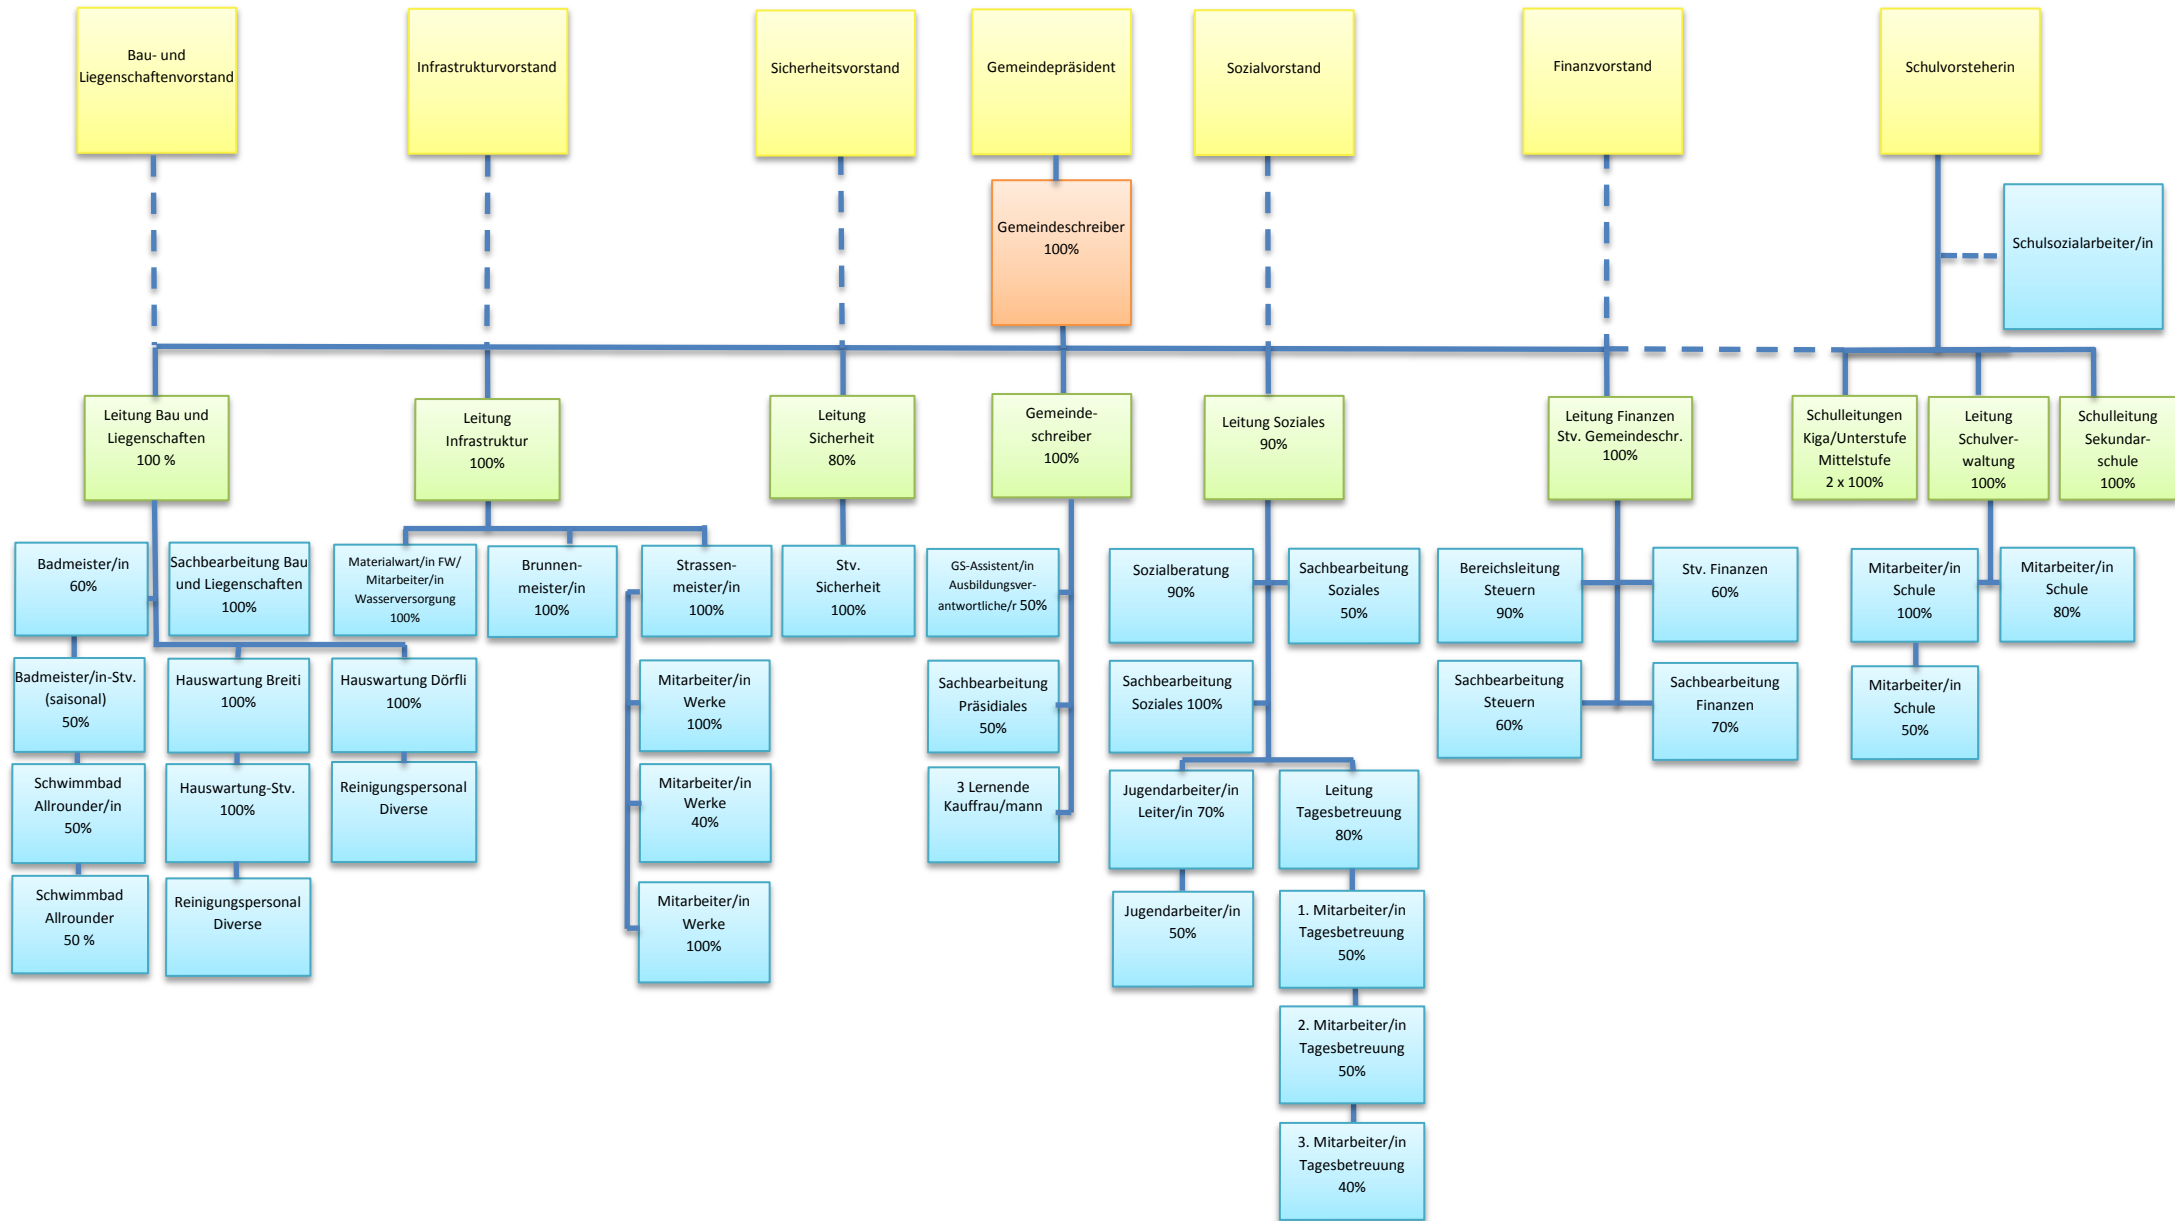 Bau- und
Liegenschaftenvorstand
Infrastrukturvorstand
Sicherheitsvorstand
Gemeindepräsident
Sozialvorstand
Finanzvorstand
Schulvorsteherin
Gemeindeschreiber
100%
Schulsozialarbeiter/in
Leitung Bau und
Liegenschaften
100 %
Leitung
Infrastruktur
100%
Leitung
Sicherheit
80%
Gemeinde-
schreiber
100%
Leitung Soziales
90%
Leitung Finanzen
Stv. Gemeindeschr.
100%
Schulleitungen
Kiga/Unterstufe
Mittelstufe
2 x 100%
Leitung
Schulver-
waltung
100%
Schulleitung
Sekundar-
schule
100%
Badmeister/in
60%
Sachbearbeitung Bau
und Liegenschaften
100%
Materialwart/in FW/
Mitarbeiter/in
Wasserversorgung
100%
Brunnen-
meister/in
100%
Strassen-
meister/in
100%
Stv.
Sicherheit
100%
GS-Assistent/in
Ausbildungsver-
antwortliche/r 50%
Sozialberatung
90%
Sachbearbeitung
Soziales
50%
Bereichsleitung
Steuern
90%
Stv. Finanzen
60%
Mitarbeiter/in
Schule
100%
Mitarbeiter/in
Schule
80%
Badmeister/in-Stv.
(saisonal)
50%
Hauswartung Breiti
100%
Hauswartung Dörfli
100%
Mitarbeiter/in
Werke
100%
Sachbearbeitung
Präsidiales
50%
Sachbearbeitung
Soziales 100%
Sachbearbeitung
Steuern
60%
Sachbearbeitung
Finanzen
70%
Mitarbeiter/in
Schule
50%
Schwimmbad
Allrounder/in
50%
Hauswartung-Stv.
100%
Reinigungspersonal
Diverse
Mitarbeiter/in
Werke
40%
3 Lernende
Kauffrau/mann
Jugendarbeiter/in
Leiter/in 70%
Leitung
Tagesbetreuung
80%
Schwimmbad
Allrounder
50 %
Reinigungspersonal
Diverse
Mitarbeiter/in
Werke
100%
Jugendarbeiter/in
50%
1. Mitarbeiter/in
Tagesbetreuung
50%
2. Mitarbeiter/in
Tagesbetreuung
50%
3. Mitarbeiter/in
Tagesbetreuung
40%